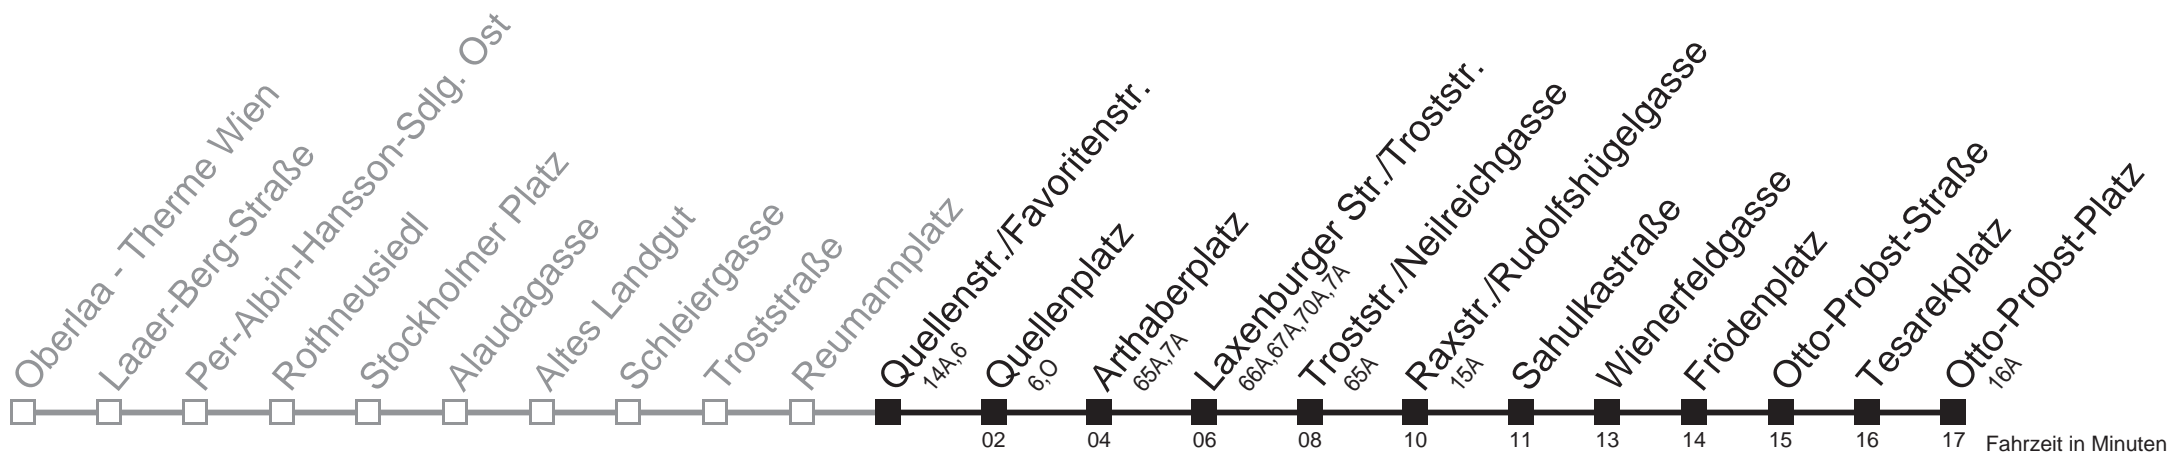 Oberlaa - Therme Wien
Laaer-Berg-Straße
Per-Albin-Hansson-Sdlg. Ost
Rothneusiedl
Stockholmer Platz
Alaudagasse
Altes Landgut
Schleiergasse
Troststraße
Reumannplatz
Quellenstr./Favoritenstr.
14A,6
Quellenplatz
6,O
Arthaberplatz
65A,7A
Laxenburger Str./Troststr.
66A,67A,70A,7A
Troststr./Neilreichgasse
65A
Raxstr./Rudolfshügelgasse
15A
Sahulkastraße
Wienerfeldgasse
Frödenplatz
Otto-Probst-Straße
Tesarekplatz
Otto-Probst-Platz
16A
02 04 06 08 10 11 13 14 15 16 17 Fahrzeit in Minuten